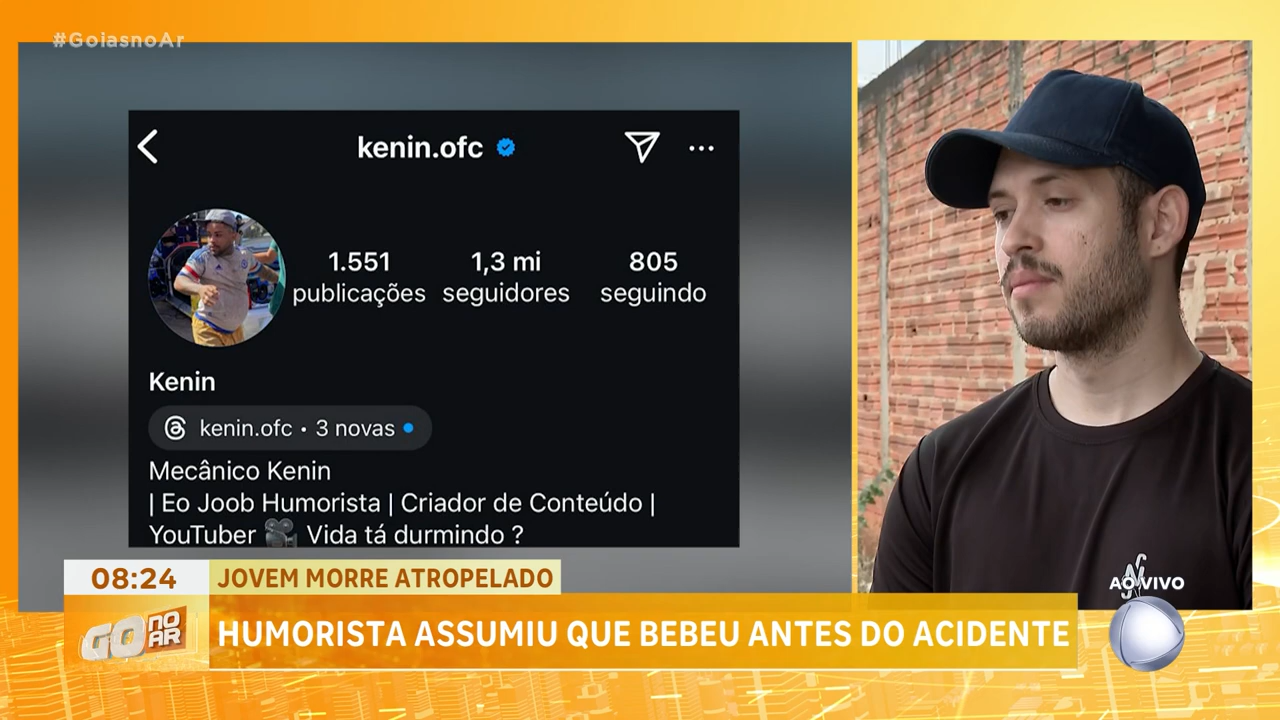 #GoiasnoAr
kenin.ofc
1.551
publicações
1,3 mi
seguidores
805
seguindo
Kenin
kenin.ofc • 3 novas
Mecânico Kenin
| Eo Joob Humorista | Criador de Conteúdo |
YouTuber 🎥 Vida tá durmindo ?
08:24
JOVEM MORRE ATROPELADO
GO NO AR
HUMORISTA ASSUMIU QUE BEBEU ANTES DO ACIDENTE
AO VIVO